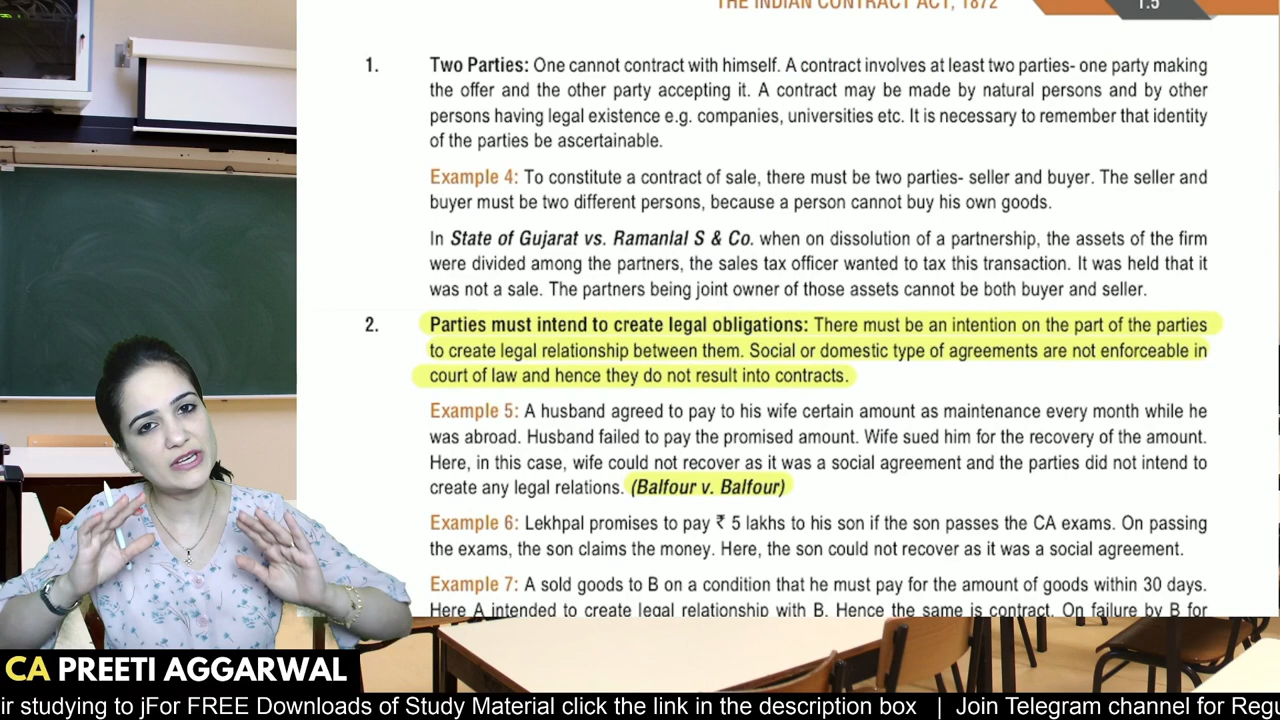 THE INDIAN CONTRACT ACT, 1872
1.5
1. Two Parties: One cannot contract with himself. A contract involves at least two parties- one party making
the offer and the other party accepting it. A contract may be made by natural persons and by other
persons having legal existence e.g. companies, universities etc. It is necessary to remember that identity
of the parties be ascertainable.
Example 4: To constitute a contract of sale, there must be two parties- seller and buyer. The seller and
buyer must be two different persons, because a person cannot buy his own goods.
In State of Gujarat vs. Ramanlal S & Co. when on dissolution of a partnership, the assets of the firm
were divided among the partners, the sales tax officer wanted to tax this transaction. It was held that it
was not a sale. The partners being joint owner of those assets cannot be both buyer and seller.
2. Parties must intend to create legal obligations: There must be an intention on the part of the parties
to create legal relationship between them. Social or domestic type of agreements are not enforceable in
court of law and hence they do not result into contracts.
Example 5: A husband agreed to pay to his wife certain amount as maintenance every month while he
was abroad. Husband failed to pay the promised amount. Wife sued him for the recovery of the amount.
Here, in this case, wife could not recover as it was a social agreement and the parties did not intend to
create any legal relations. (Balfour v. Balfour)
Example 6: Lekhpal promises to pay ₹ 5 lakhs to his son if the son passes the CA exams. On passing
the exams, the son claims the money. Here, the son could not recover as it was a social agreement.
Example 7: A sold goods to B on a condition that he must pay for the amount of goods within 30 days.
Here A intended to create legal relationship with B. Hence the same is contract. On failure by B for
CA PREETI AGGARWAL
ir studying to jFor FREE Downloads of Study Material click the link in the description box | Join Telegram channel for Regu